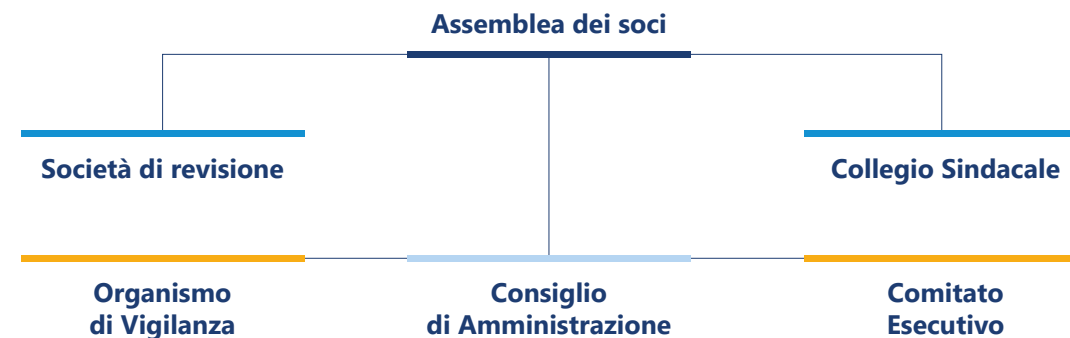 Assemblea dei soci
Società di revisione
Collegio Sindacale
Organismo
di Vigilanza
Consiglio
di Amministrazione
Comitato
Esecutivo